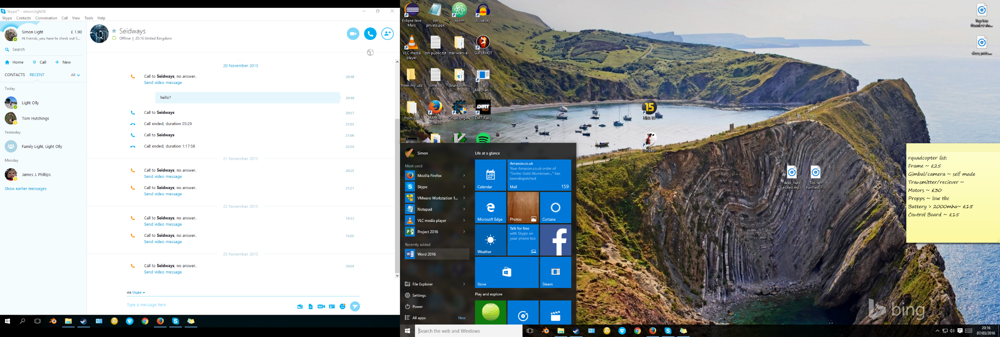 Skype™ - simon.light58
Skype Contacts Conversation Call View Tools Help
Simon Light £ 1.90
Hi friends, you have to check out S...
Search
Home Call New
CONTACTS RECENT All
Today
Light Olly
Tom Hutchings
Yesterday
Family Light, Light Olly
Monday
James J. Phillips
Show earlier messages
Seidways
Offline | 20:16 United Kingdom
20 November 2015
Call to Seidways, no answer. 20:48
Send video message
hello? 20:49
Call to Seidways 20:57
Call ended, duration 05:29 21:03
Call to Seidways 21:06
Call ended, duration 1:17:58 22:24
21 November 2015
Call to Seidways, no answer. 20:25
Send video message
Call to Seidways, no answer. 21:21
Send video message
22 November 2015
Call to Seidways, no answer. 14:13
Send video message
Call to Seidways, no answer. 15:05
Send video message
25 November 2015
Call to Seidways, no answer. 20:04
Send video message
via Skype
Type a message here
Eclipse Java Mars
ssh private.ppk
Atom
Audacity
VLC media player
ssh public.txt
star-wars-a...
SUPERHOT
from my usb
time.txt
BrunelArm...
Car Mechan...
from usb
Mozilla Firefox
Cheat Engine
DiRT Rally
DiRT
RALLY
15
FIFA 15
Toribash
Top ten
funniest rin...
deez_nuts....
deez_nuts
edited.mp3
Top ten
funniest r...
Simon
Most used
Mozilla Firefox
Skype
VMware Workstation 1...
Notepad
VLC media player
Project 2016
Recently added
Word 2016
File Explorer
Settings
Power
All apps New
Life at a glance
Calendar
Amazon.co.uk
Your Amazon.co.uk order of
"Sivitec Gold Aluminium..." has
beendispatched
Mail 159
Microsoft Edge
Photos
Cortana
Weather
Talk for free
with Skype on
your phone too
Store
Steam
Play and explore
Search the web and Windows
rquadcopter list:
Frame ~ £25
Gimbal/camera ~ self made
Transmitter/reciever ~
Motors ~ £30
Propps ~ low tbc
Battery > 2000mha~ £15
Control Board ~ £15
bing
20:16
07/03/2016